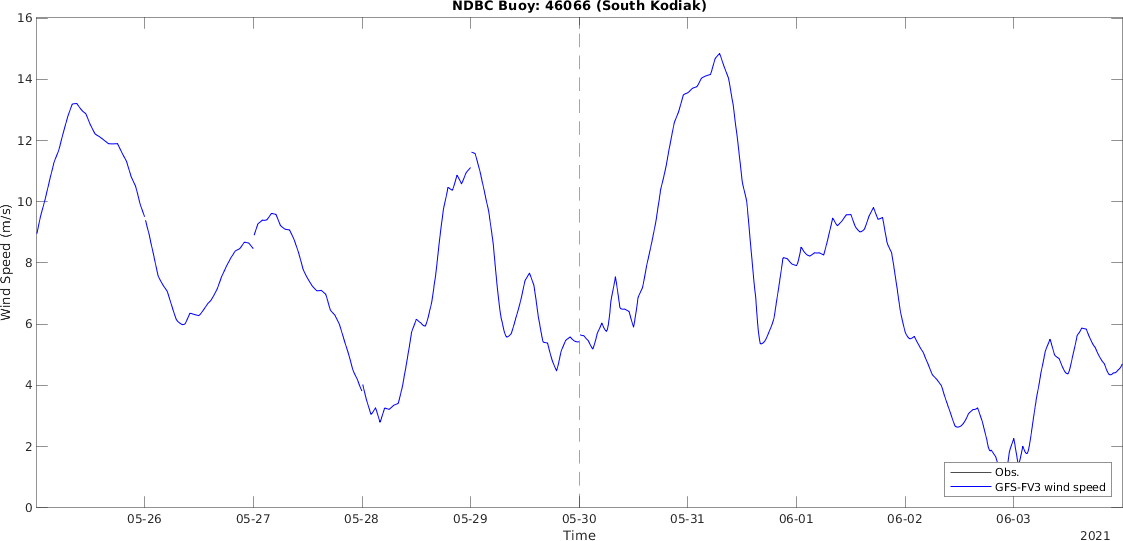 NDBC Buoy: 46066 (South Kodiak)
Wind Speed (m/s)
16
14
12
10
8
6
4
2
0
05-26 05-27 05-28 05-29 05-30 05-31 06-01 06-02 06-03
Time
2021
Obs.
GFS-FV3 wind speed